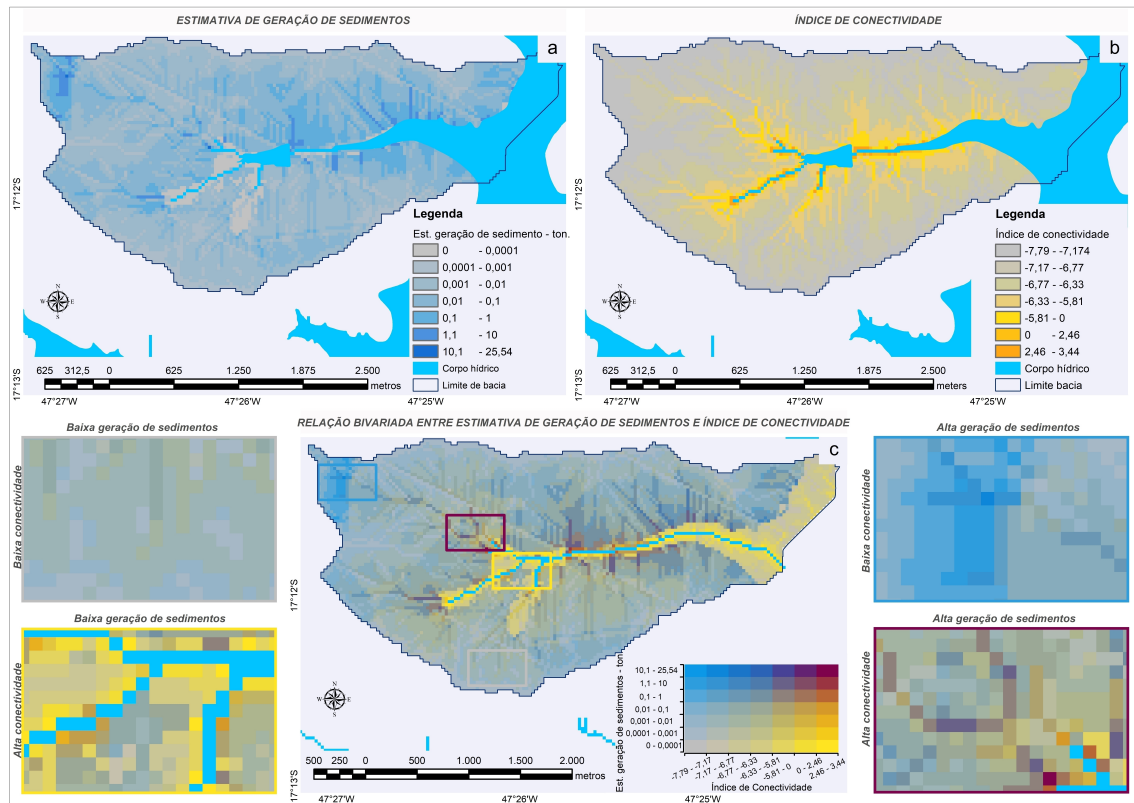 ESTIMATIVA DE GERAÇÃO DE SEDIMENTOS
a
17°12'S
17°13'S
Legenda
Est. geração de sedimento - ton.
0 - 0,0001
0,0001 - 0,001
0,001 - 0,01
0,01 - 0,1
0,1 - 1
1,1 - 10
10,1 - 25,54
Corpo hídrico
Limite de bacia
N
W E
S
625 312,5 0 625 1.250 1.875 2.500
metros
47°27'W 47°26'W 47°25'W
ÍNDICE DE CONECTIVIDADE
b
17°12'S
17°13'S
Legenda
Índice de conectividade
-7,79 - -7,174
-7,17 - -6,77
-6,77 - -6,33
-6,33 - -5,81
-5,81 - 0
0 - 2,46
2,46 - 3,44
Corpo hídrico
Limite bacia
N
W E
S
625 312,5 0 625 1.250 1.875 2.500
meters
47°27'W 47°26'W 47°25'W
RELAÇÃO BIVARIADA ENTRE ESTIMATIVA DE GERAÇÃO DE SEDIMENTOS E ÍNDICE DE CONECTIVIDADE
c
Baixa geração de sedimentos
Baixa conectividade
Baixa geração de sedimentos
Alta conectividade
17°12'S
17°13'S
N
W E
S
500 250 0 500 1.000 1.500 2.000
metros
47°27'W 47°26'W 47°25'W
Est. geração de sedimentos - ton.
10,1 - 25,54
1,1 - 10
0,1 - 1
0,01 - 0,1
0,001 - 0,01
0,0001 - 0,001
0 - 0,0001
-7,79 - -7,17
-7,17 - -6,77
-6,77 - -6,33
-6,33 - -5,81
-5,81 - 0
0 - 2,46
2,46 - 3,44
Índice de Conectividade
Alta geração de sedimentos
Baixa conectividade
Alta geração de sedimentos
Alta conectividade